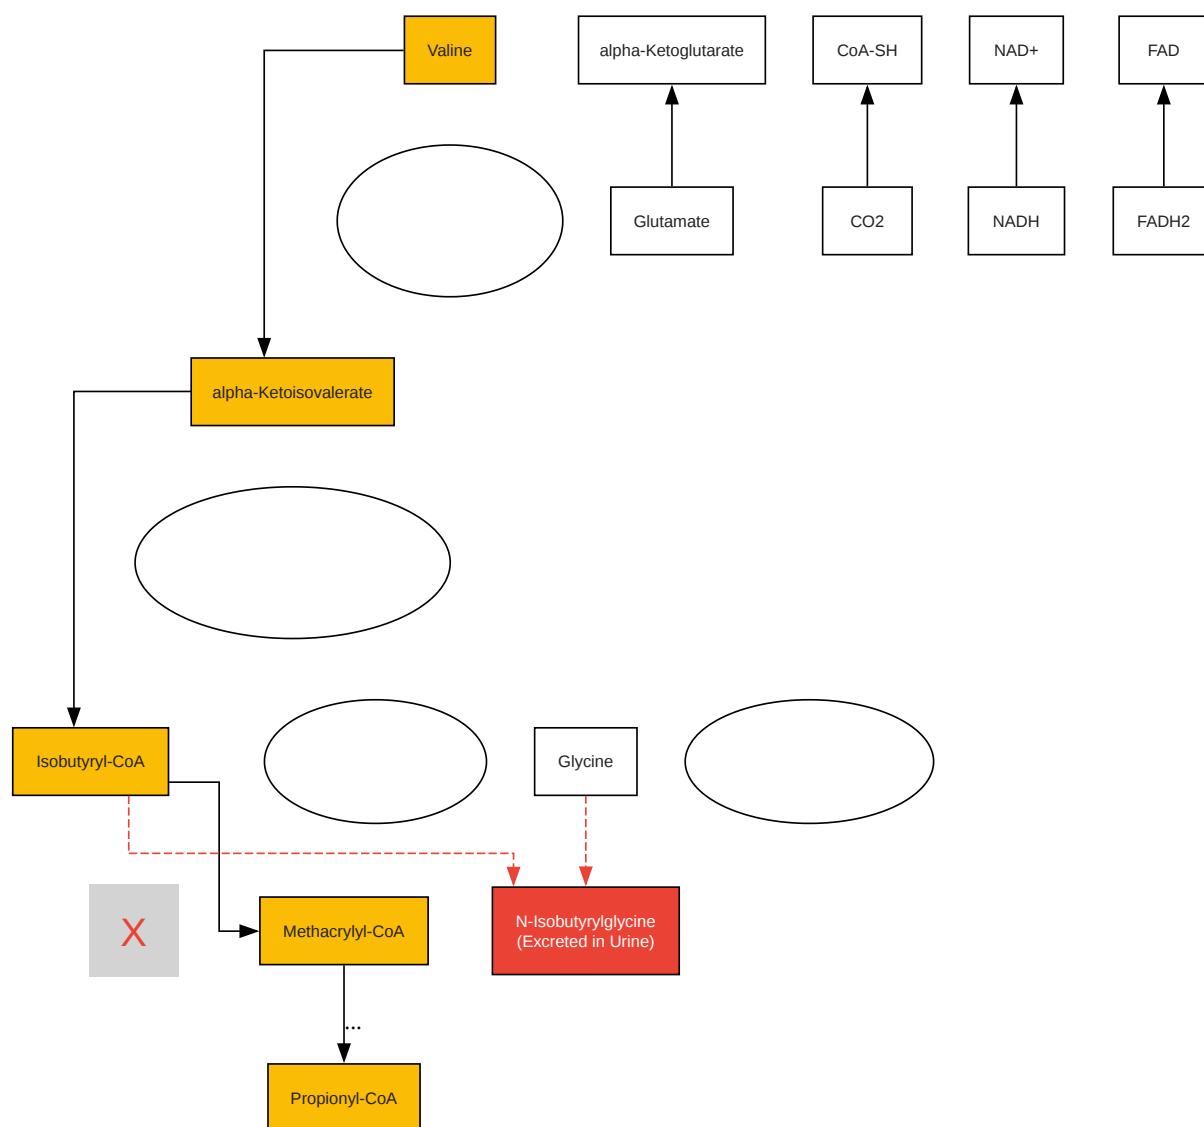 Valine
alpha-Ketoglutarate
CoA-SH
NAD+
FAD
Glutamate
CO2
NADH
FADH2
alpha-Ketoisovalerate
Isobutyryl-CoA
Glycine
X
Methacrylyl-CoA
N-Isobutyrylglycine
(Excreted in Urine)
...
Propionyl-CoA